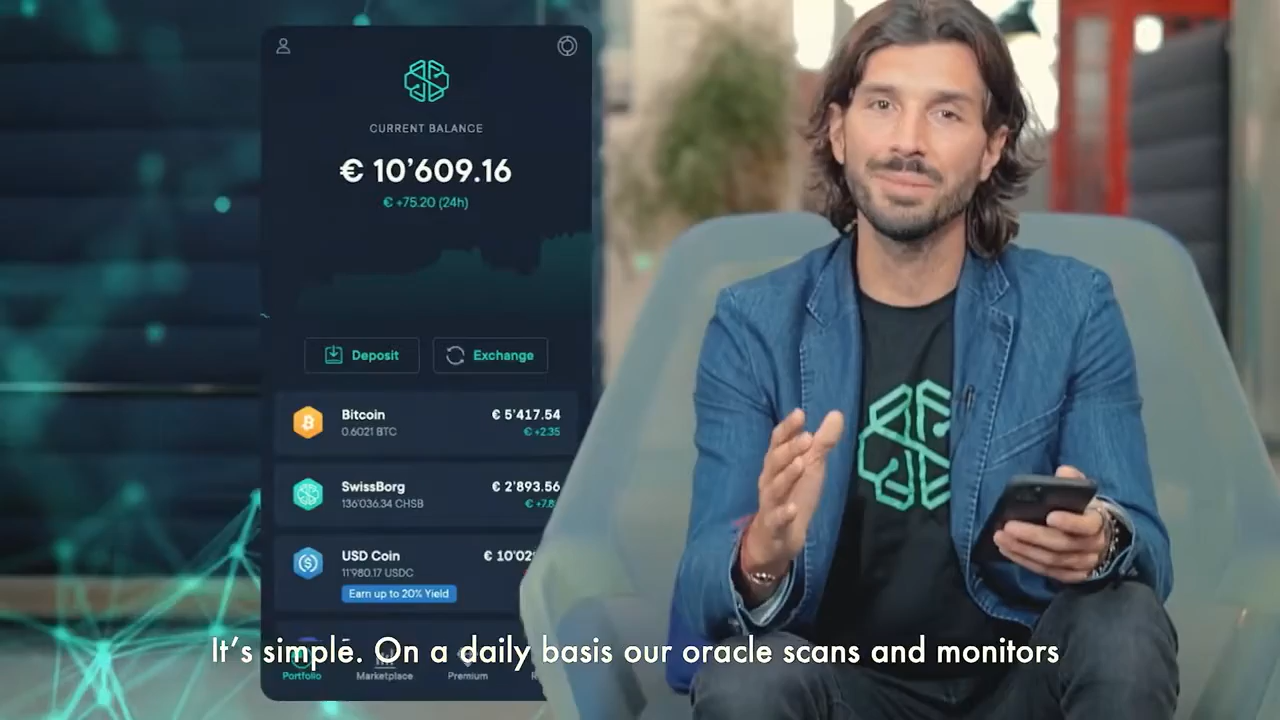 CURRENT BALANCE
€ 10’609.16
€ +75.20 (24h)
Deposit
Exchange
Bitcoin
€ 5’417.54
0.6021 BTC
€ +2.35
SwissBorg
€ 2’893.56
136’036.34 CHSB
USD Coin
11’980.17 USDC
Earn up to 20% Yield
It’s simple. On a daily basis our oracle scans and monitors
Portfolio
Marketplace
Premium